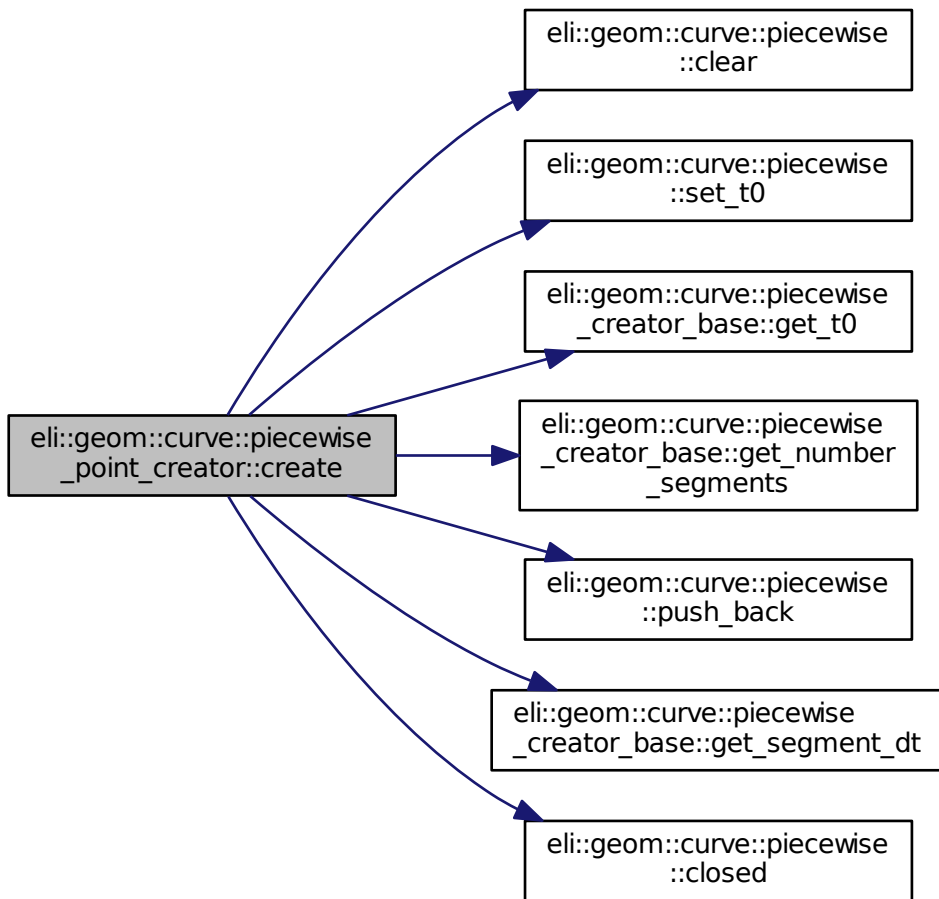 eli::geom::curve::piecewise
::clear
eli::geom::curve::piecewise
::set_t0
eli::geom::curve::piecewise
_creator_base::get_t0
eli::geom::curve::piecewise
_point_creator::create
eli::geom::curve::piecewise
_creator_base::get_number
_segments
eli::geom::curve::piecewise
::push_back
eli::geom::curve::piecewise
_creator_base::get_segment_dt
eli::geom::curve::piecewise
::closed